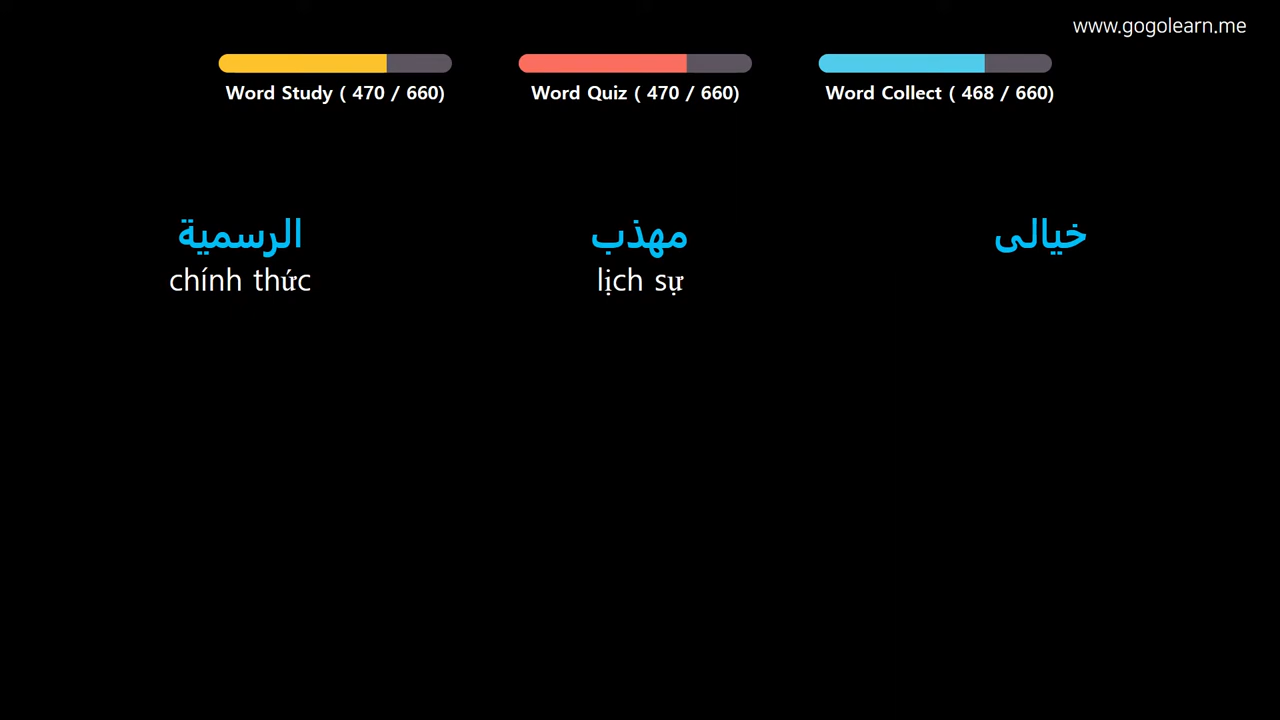 www.gogolearn.me
Word Study ( 470 / 660)
Word Quiz ( 470 / 660)
Word Collect ( 468 / 660)
الرسمية
chính thức
مهذب
lịch sự
خيالى